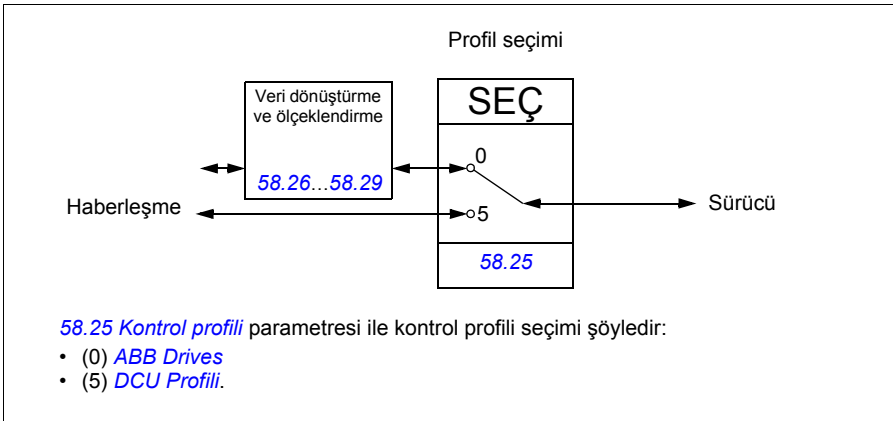 Profil seçimi
Veri dönüştürme
ve ölçeklendirme
58.26...58.29
SEÇ
0
5
58.25
Haberleşme
Sürücü
58.25 Kontrol profili parametresi ile kontrol profili seçimi şöyledir:
• (0) ABB Drives
• (5) DCU Profili.